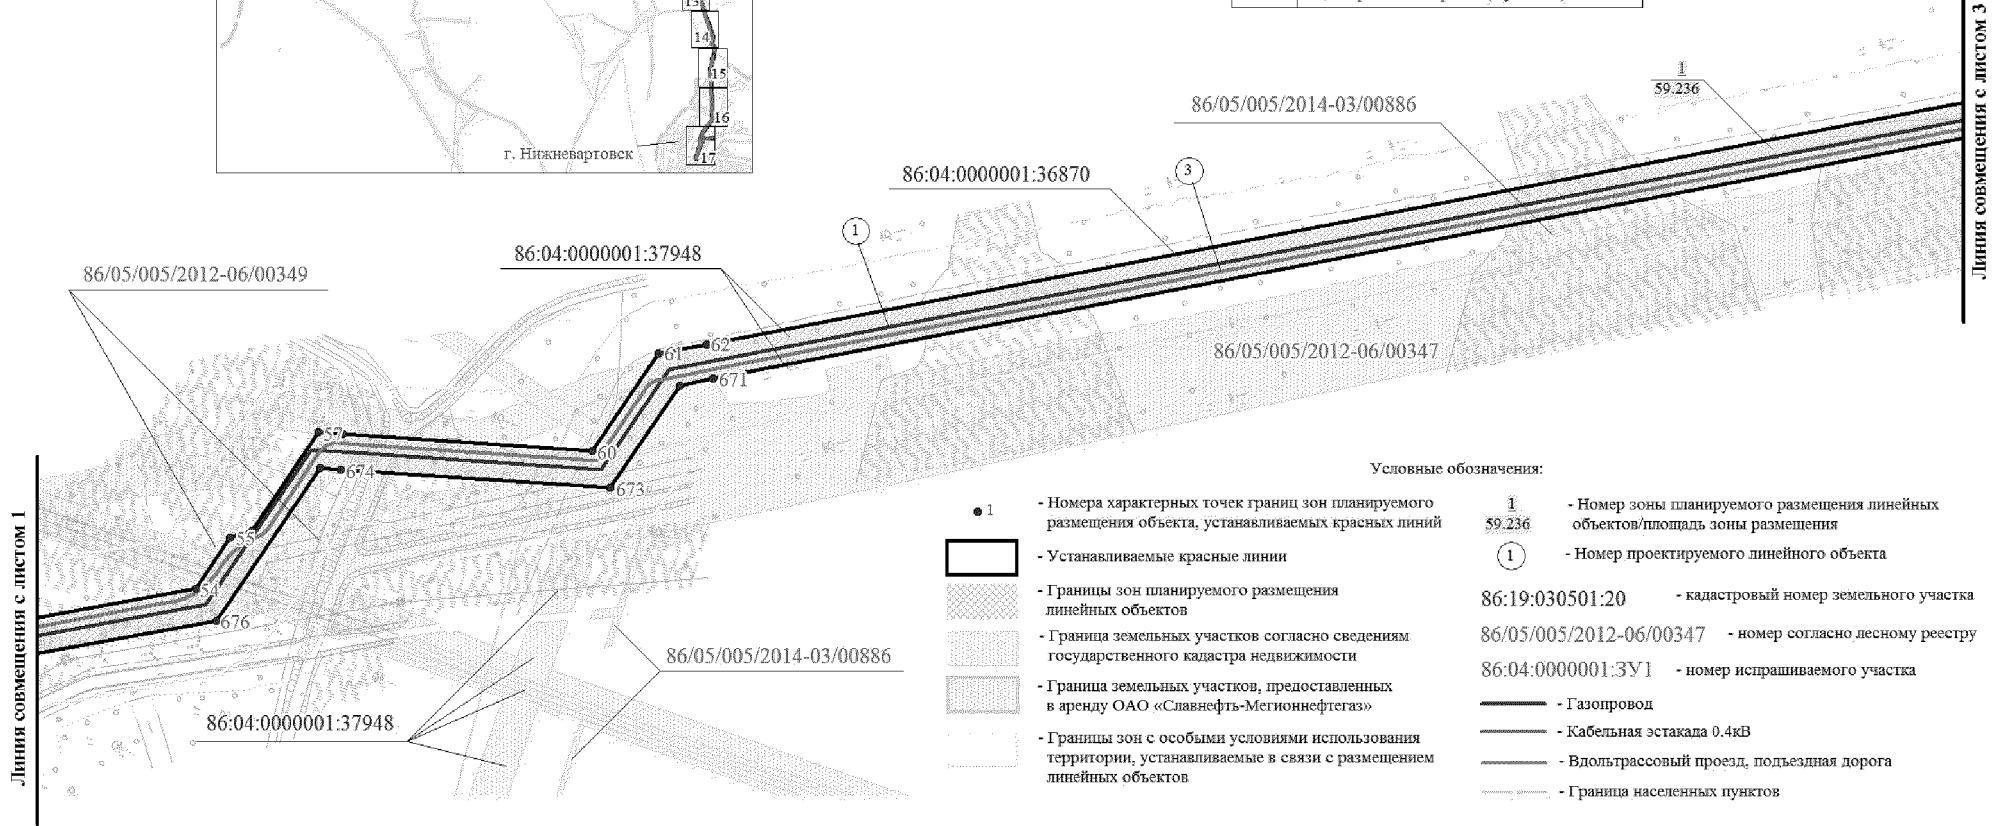 14
15
16
17
г. Нижневартовск
Линия совмещения с листом 3
1
59.236
86/05/005/2014-03/00886
86:04:0000001:36870
3
1
86:04:0000001:37948
86/05/005/2012-06/00349
86/05/005/2012-06/00347
61
62
671
57
60
674
673
55
54
676
Линия совмещения с листом 1
86/05/005/2014-03/00886
86:04:0000001:37948
Условные обозначения:
1 - Номера характерных точек границ зон планируемого
размещения объекта, устанавливаемых красных линий
- Устанавливаемые красные линии
- Границы зон планируемого размещения
линейных объектов
- Граница земельных участков согласно сведениям
государственного кадастра недвижимости
- Граница земельных участков, предоставленных
в аренду ОАО «Славнефть-Мегионнефтегаз»
- Границы зон с особыми условиями использования
территории, устанавливаемые в связи с размещением
линейных объектов
1
59.236
- Номер зоны планируемого размещения линейных
объектов/площадь зоны размещения
1 - Номер проектируемого линейного объекта
86:19:030501:20 - кадастровый номер земельного участка
86/05/005/2012-06/00347 - номер согласно лесному реестру
86:04:0000001:ЗУ1 - номер испрашиваемого участка
- Газопровод
- Кабельная эстакада 0.4кВ
- Вдольтрассовый проезд, подъездная дорога
- Граница населенных пунктов